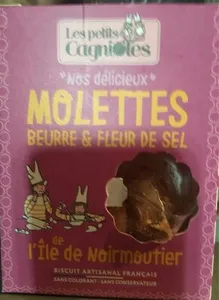 Les petits
Cagniotes
"Nos délicieux"
MOLETTES
BEURRE & FLEUR DE SEL
de
l'Île de Noirmoutier
BISCUIT ARTISANAL FRANÇAIS
SANS COLORANT - SANS CONSERVATEUR